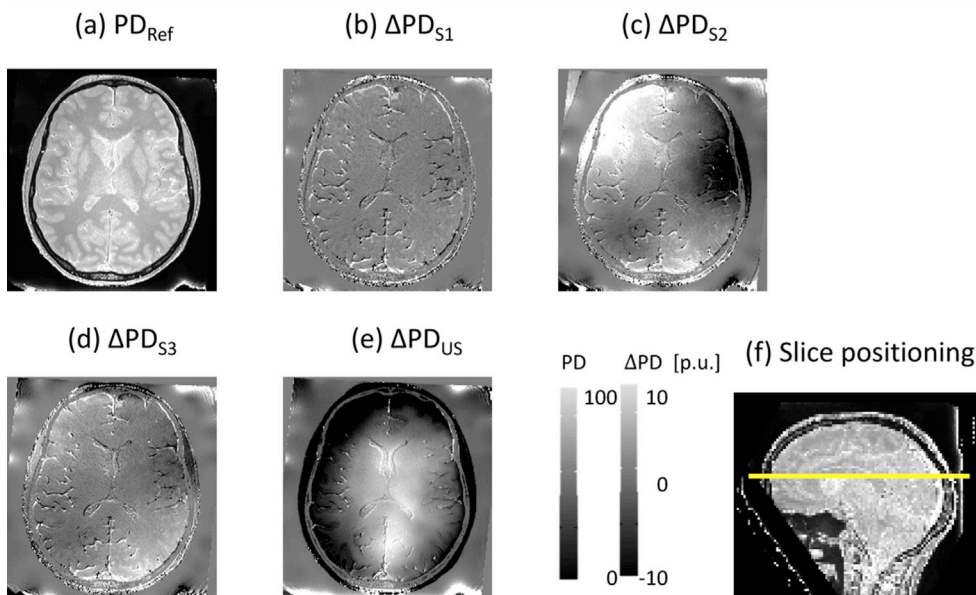 (a) PDRef
(b) ΔPDS1
(c) ΔPDS2
(d) ΔPDS3
(e) ΔPDUS
PD ΔPD [p.u.]
100 10
0
0 -10
(f) Slice positioning